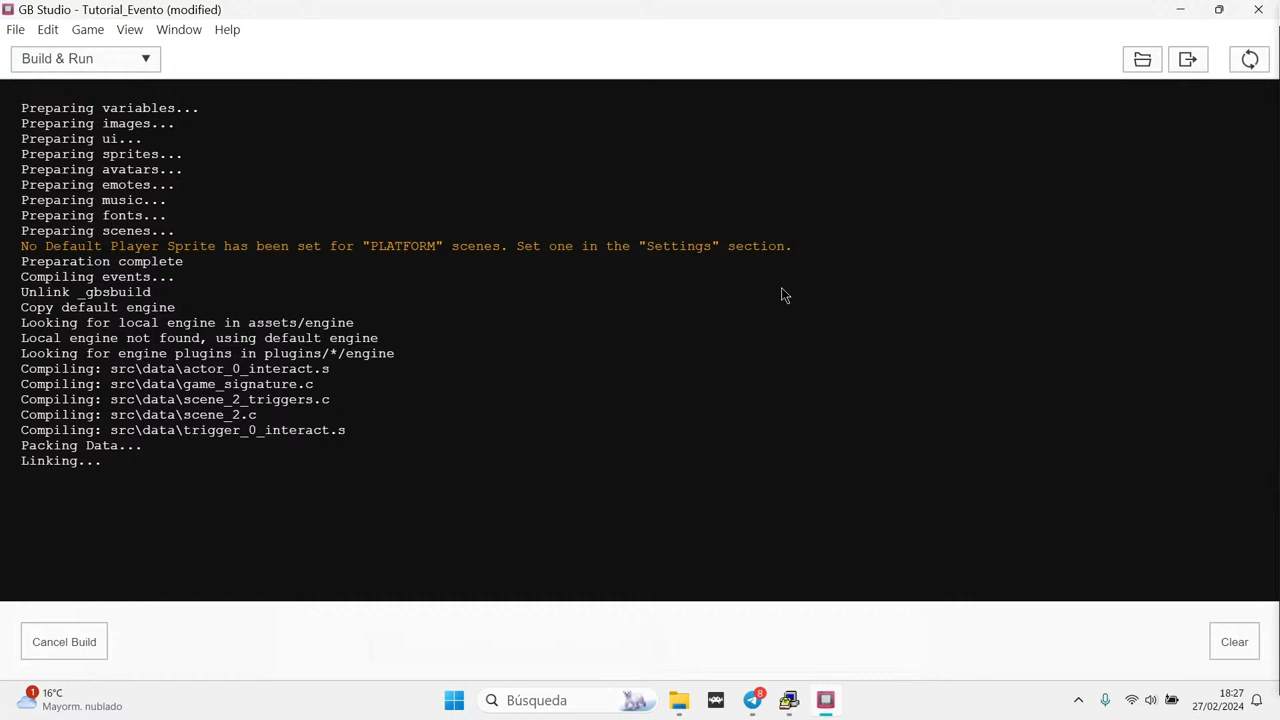 GB Studio - Tutorial_Evento (modified)
File Edit Game View Window Help
Build & Run
Preparing variables...
Preparing images...
Preparing ui...
Preparing sprites...
Preparing avatars...
Preparing emotes...
Preparing music...
Preparing fonts...
Preparing scenes...
No Default Player Sprite has been set for "PLATFORM" scenes. Set one in the "Settings" section.
Preparation complete
Compiling events...
Unlink _gbsbuild
Copy default engine
Looking for local engine in assets/engine
Local engine not found, using default engine
Looking for engine plugins in plugins/*/engine
Compiling: src\data\actor_0_interact.s
Compiling: src\data\game_signature.c
Compiling: src\data\scene_2_triggers.c
Compiling: src\data\scene_2.c
Compiling: src\data\trigger_0_interact.s
Packing Data...
Linking...
Cancel Build
Clear
1
16°C
Mayorm. nublado
Búsqueda
8
18:27
27/02/2024